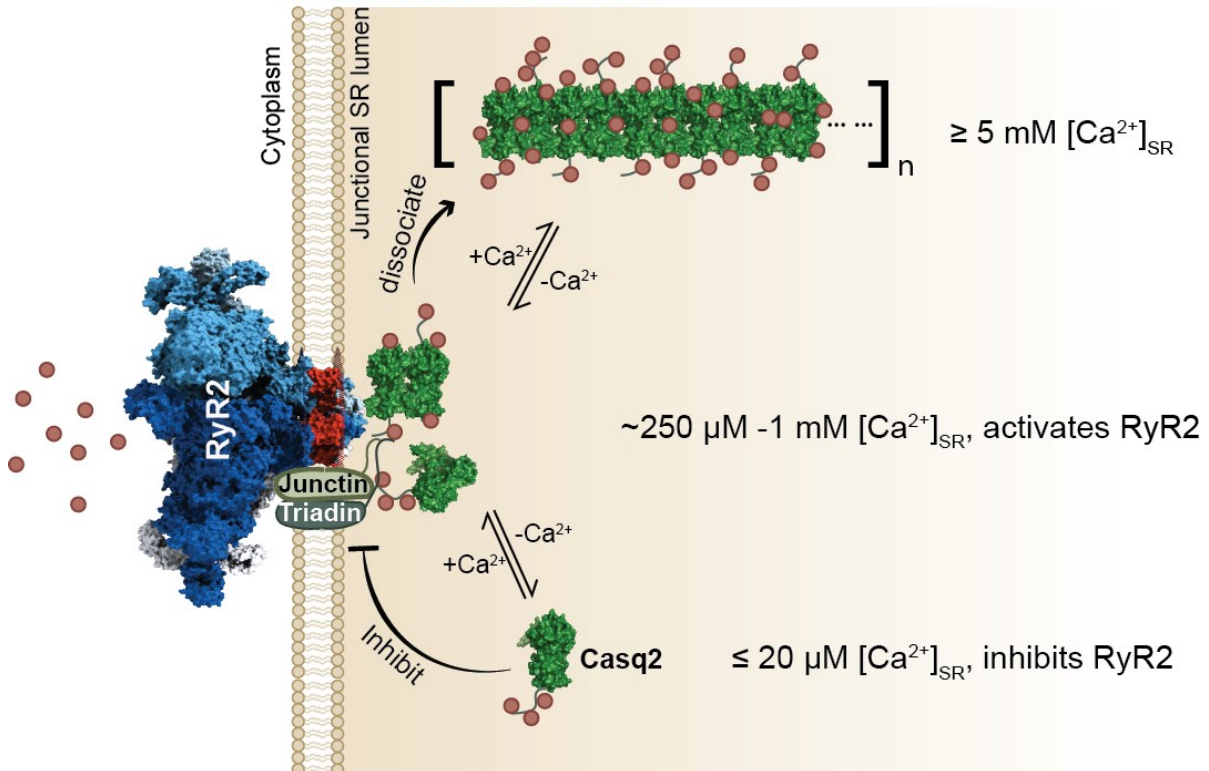 Cytoplasm
Junctional SR lumen
[ ... ... ]n
≥ 5 mM [Ca²⁺]SR
dissociate
+Ca²⁺
-Ca²⁺
RyR2
~250 µM -1 mM [Ca²⁺]SR, activates RyR2
Junctin
Triadin
-Ca²⁺
+Ca²⁺
Inhibit
Casq2
≤ 20 µM [Ca²⁺]SR, inhibits RyR2